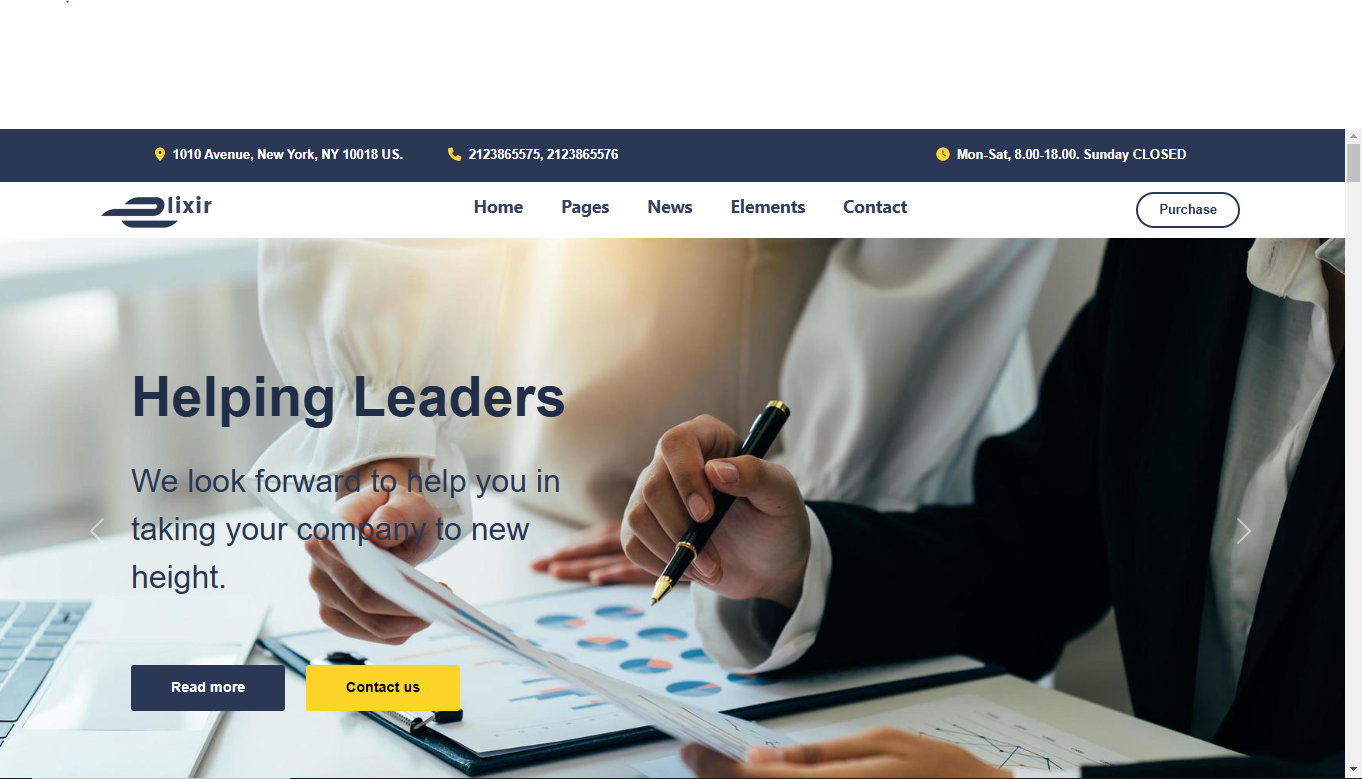 1010 Avenue, New York, NY 10018 US. 2123865575, 2123865576 Mon-Sat, 8.00-18.00. Sunday CLOSED
elixir Home Pages News Elements Contact Purchase
Helping Leaders
We look forward to help you in
taking your company to new
height.
Read more Contact us